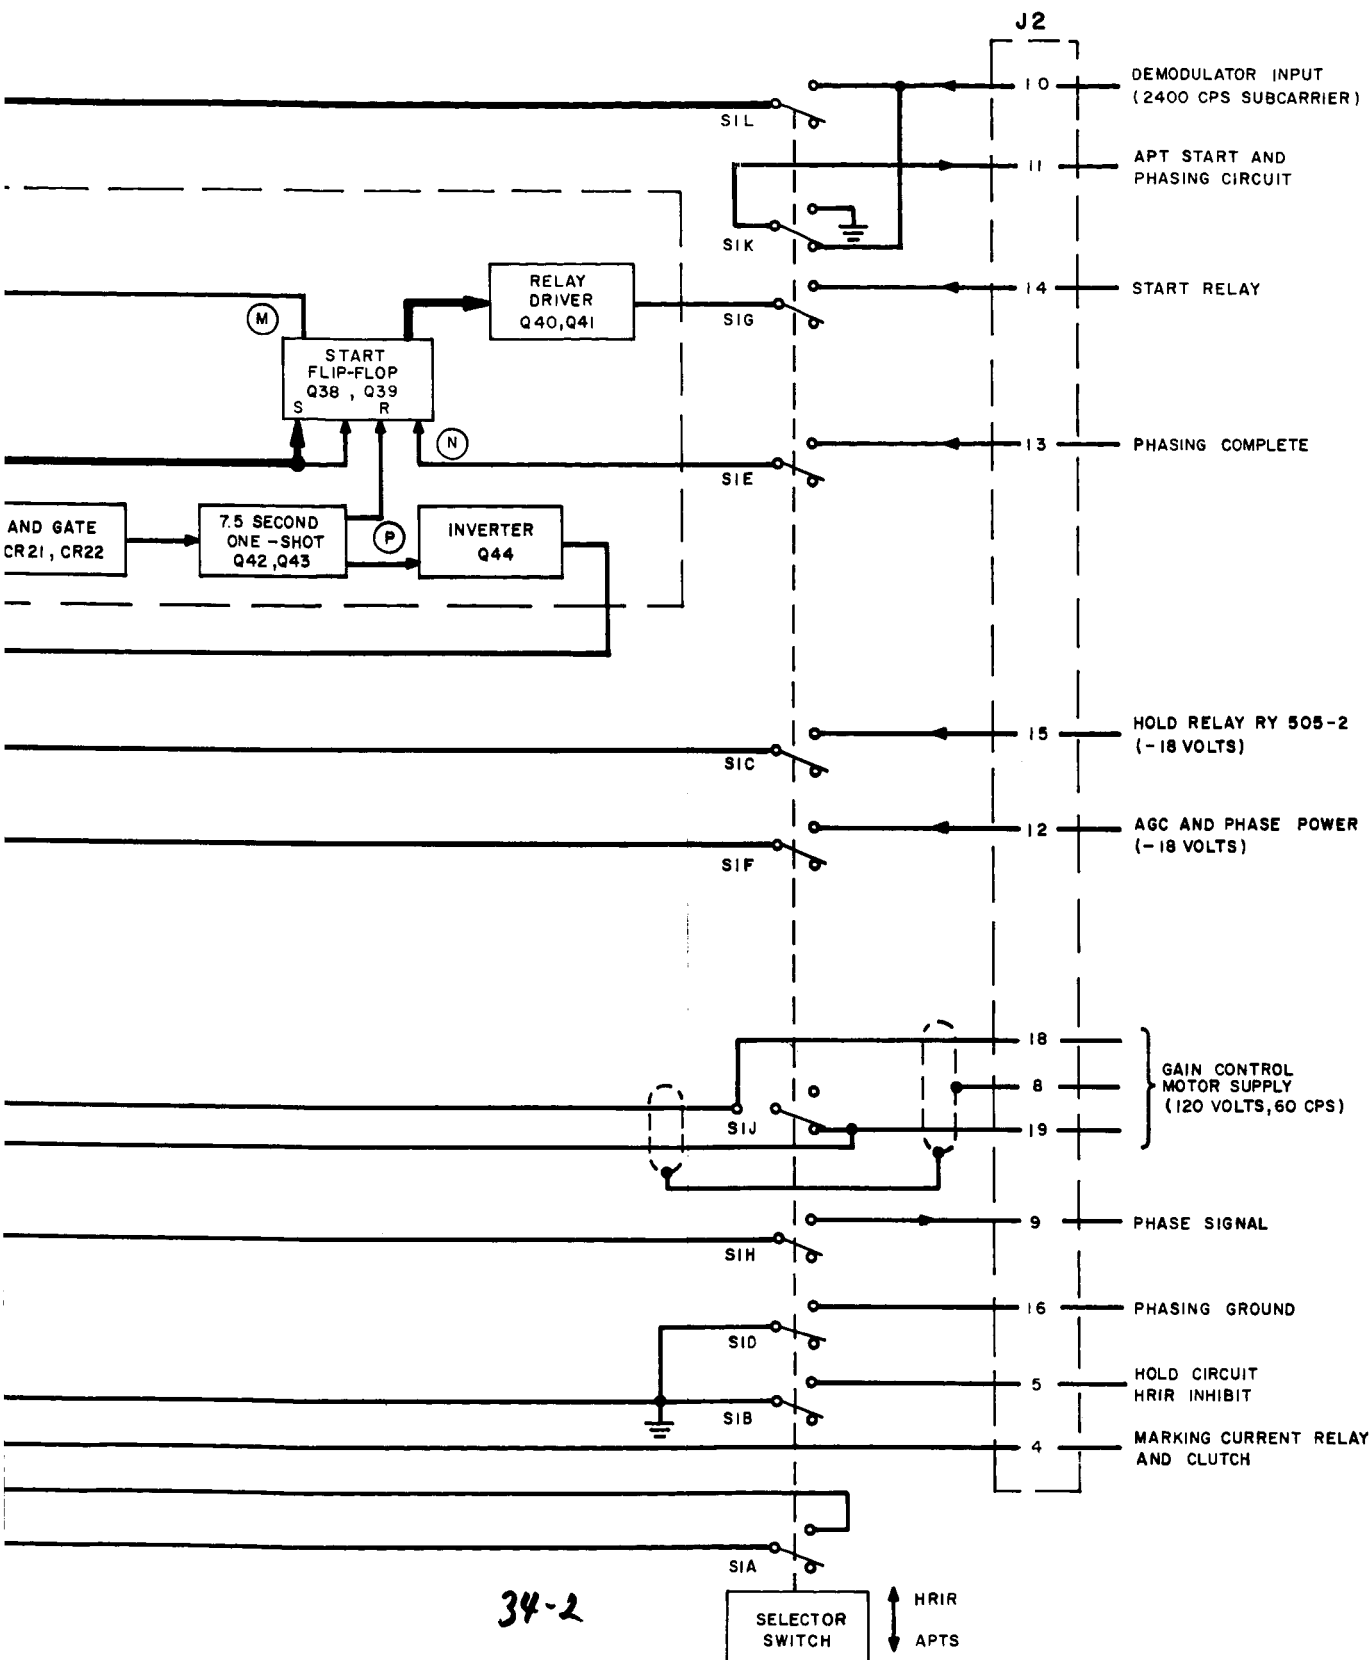 J2
10
DEMODULATOR INPUT
(2400 CPS SUBCARRIER)
S1L
11
APT START AND
PHASING CIRCUIT
S1K
RELAY
DRIVER
Q40,Q41
14
START RELAY
M
S1G
START
FLIP-FLOP
Q38 , Q39
S R
N
13
PHASING COMPLETE
S1E
AND GATE
CR21, CR22
7.5 SECOND
ONE-SHOT
Q42,Q43
P
INVERTER
Q44
15
HOLD RELAY RY 505-2
(-18 VOLTS)
S1C
12
AGC AND PHASE POWER
(-18 VOLTS)
S1F
18
8
19
GAIN CONTROL
MOTOR SUPPLY
(120 VOLTS,60 CPS)
S1J
9
PHASE SIGNAL
S1H
16
PHASING GROUND
S1D
5
HOLD CIRCUIT
HRIR INHIBIT
S1B
4
MARKING CURRENT RELAY
AND CLUTCH
S1A
34-2
SELECTOR
SWITCH
HRIR
APTS